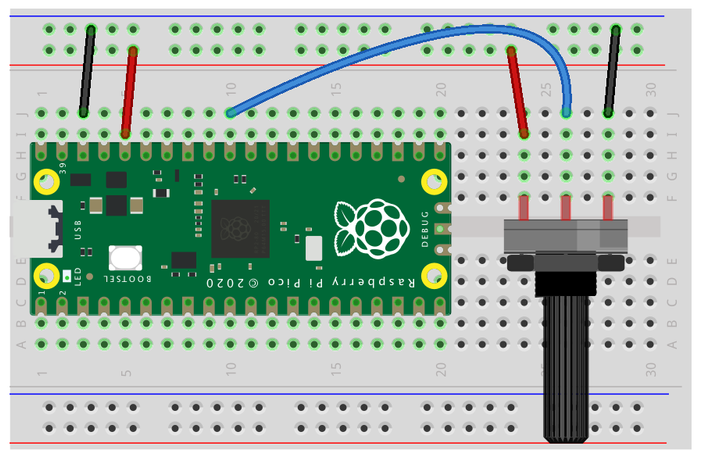 1 5 10 15 20 25 30
J J
I I
H H
G G
F F
39
USB
DEBUG
LED
1
2
BOOTSEL
Raspberry Pi Pico © 2020
E E
D D
C C
B B
A A
1 5 10 15 20 25 30